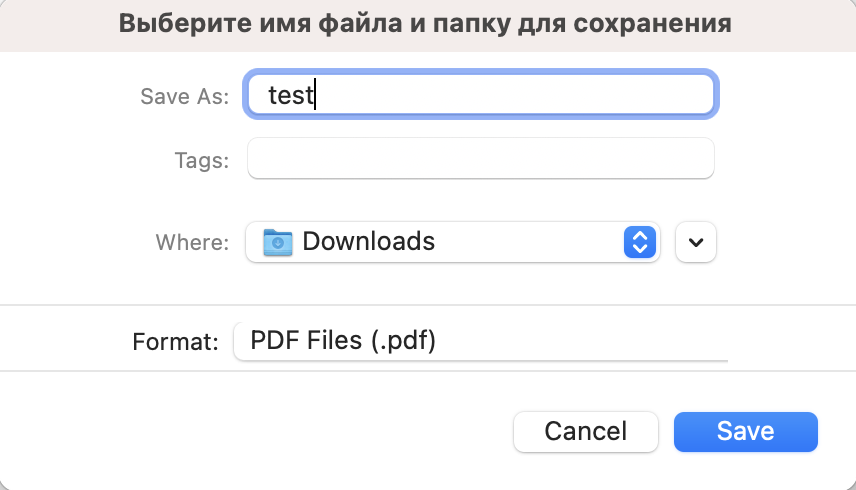 Выберите имя файла и папку для сохранения
Save As: test
Tags:
Where: Downloads
Format: PDF Files (.pdf)
Cancel Save